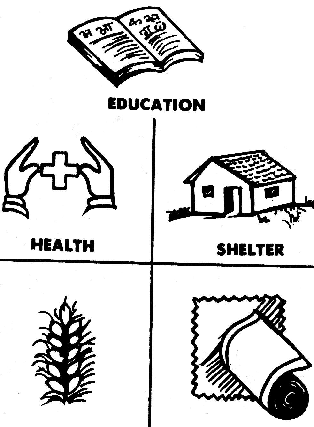 अ आ
EDUCATION
HEALTH
SHELTER